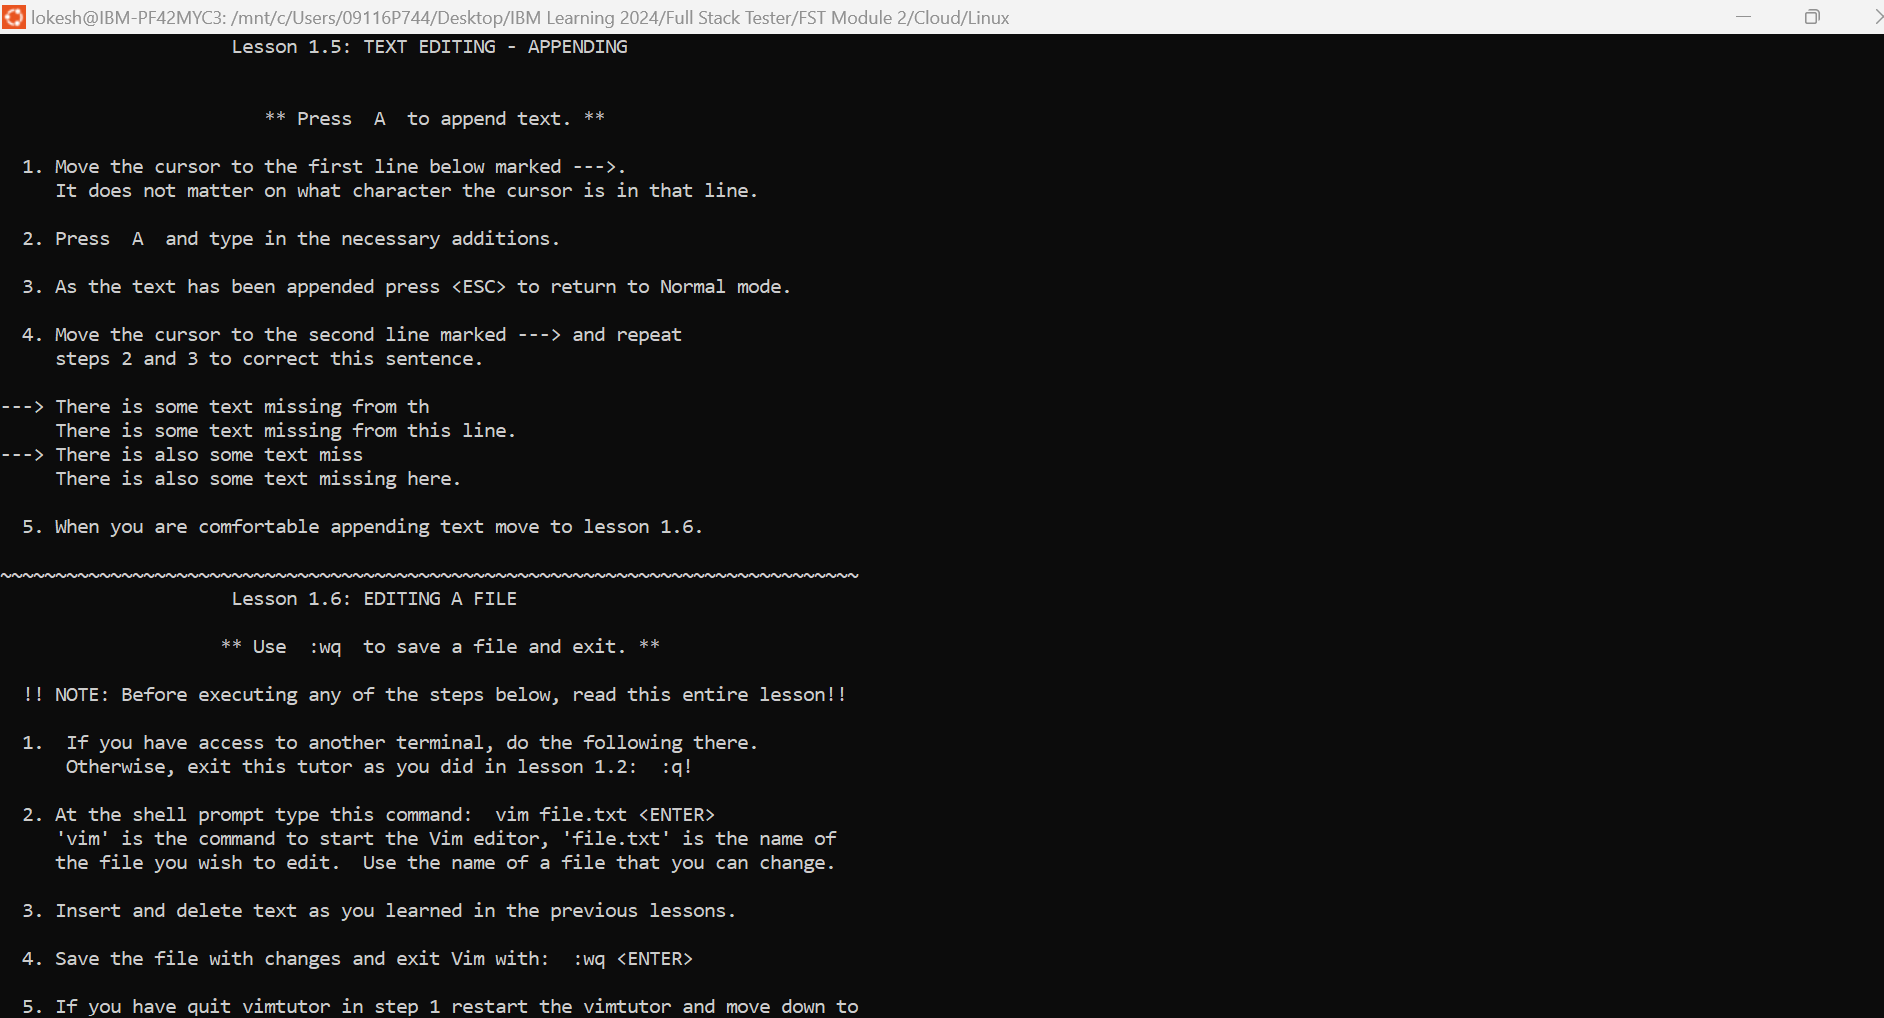 lokesh@IBM-PF42MYC3: /mnt/c/Users/09116P744/Desktop/IBM Learning 2024/Full Stack Tester/FST Module 2/Cloud/Linux
Lesson 1.5: TEXT EDITING - APPENDING
** Press  A  to append text. **
1. Move the cursor to the first line below marked --->.
It does not matter on what character the cursor is in that line.
2. Press  A  and type in the necessary additions.
3. As the text has been appended press <ESC> to return to Normal mode.
4. Move the cursor to the second line marked ---> and repeat
steps 2 and 3 to correct this sentence.
---> There is some text missing from th
There is some text missing from this line.
---> There is also some text miss
There is also some text missing here.
5. When you are comfortable appending text move to lesson 1.6.
~~~~~~~~~~~~~~~~~~~~~~~~~~~~~~~~~~~~~~~~~~~~~~~~~~~~~~~~~~~~~~~~~~~~~~~~~~~~~~
Lesson 1.6: EDITING A FILE
** Use  :wq  to save a file and exit. **
!! NOTE: Before executing any of the steps below, read this entire lesson!!
1.  If you have access to another terminal, do the following there.
Otherwise, exit this tutor as you did in lesson 1.2:  :q!
2. At the shell prompt type this command:  vim file.txt <ENTER>
'vim' is the command to start the Vim editor, 'file.txt' is the name of
the file you wish to edit.  Use the name of a file that you can change.
3. Insert and delete text as you learned in the previous lessons.
4. Save the file with changes and exit Vim with:  :wq <ENTER>
5. If you have quit vimtutor in step 1 restart the vimtutor and move down to